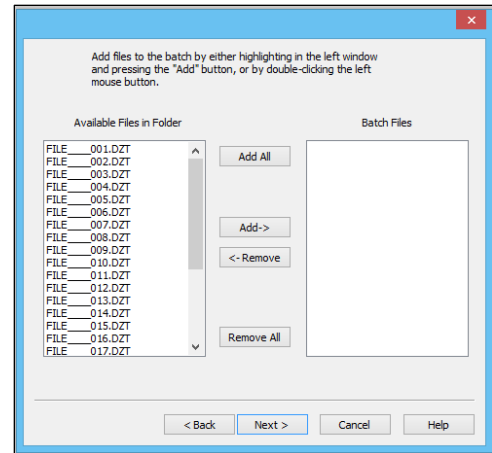 Add files to the batch by either highlighting in the left window
and pressing the "Add" button, or by double-clicking the left
mouse button.
Available Files in Folder
Batch Files
FILE____001.DZT
FILE____002.DZT
FILE____003.DZT
FILE____004.DZT
FILE____005.DZT
FILE____006.DZT
FILE____007.DZT
FILE____008.DZT
FILE____009.DZT
FILE____010.DZT
FILE____011.DZT
FILE____012.DZT
FILE____013.DZT
FILE____014.DZT
FILE____015.DZT
FILE____016.DZT
FILE____017.DZT
Add All
Add->
<- Remove
Remove All
< Back
Next >
Cancel
Help